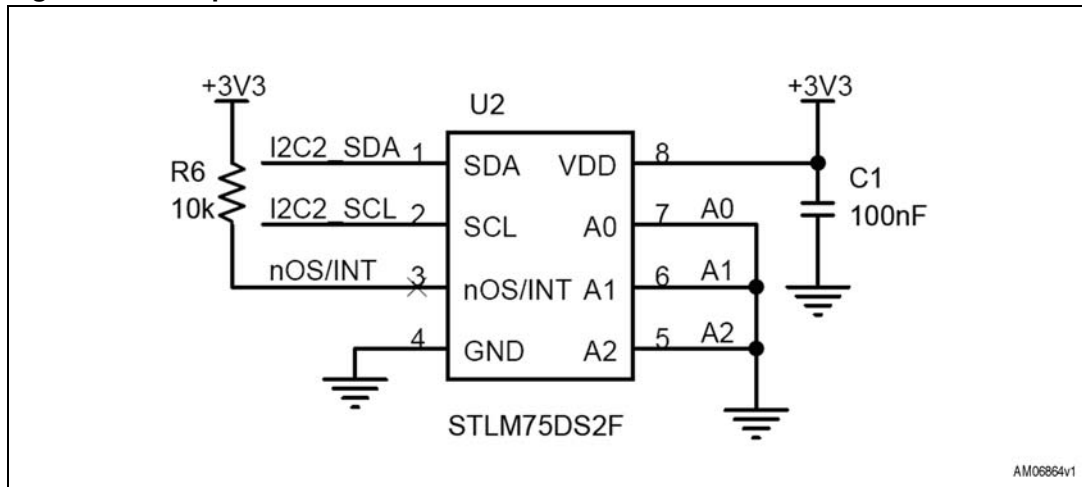 +3V3
+3V3
U2
I2C2_SDA 1 SDA VDD 8
R6
10k
C1
100nF
I2C2_SCL 2 SCL A0 7 A0
nOS/INT 3 nOS/INT A1 6 A1
4 GND A2 5 A2
STLM75DS2F
AM06864v1